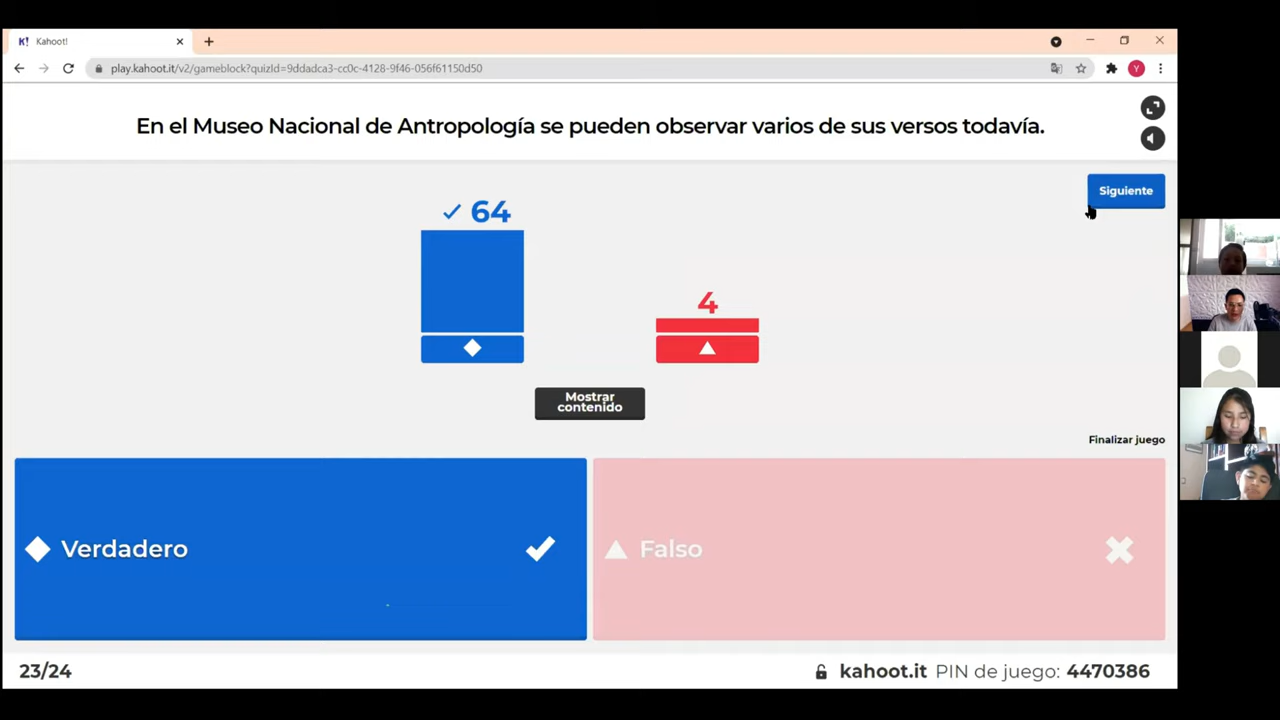 K! Kahoot!
play.kahoot.it/v2/gameblock?quizId=9ddadca3-cc0c-4128-9f46-056f61150d50
Y
En el Museo Nacional de Antropología se pueden observar varios de sus versos todavía.
Siguiente
64
4
Mostrar
contenido
Finalizar juego
Verdadero
Falso
23/24
kahoot.it PIN de juego: 4470386